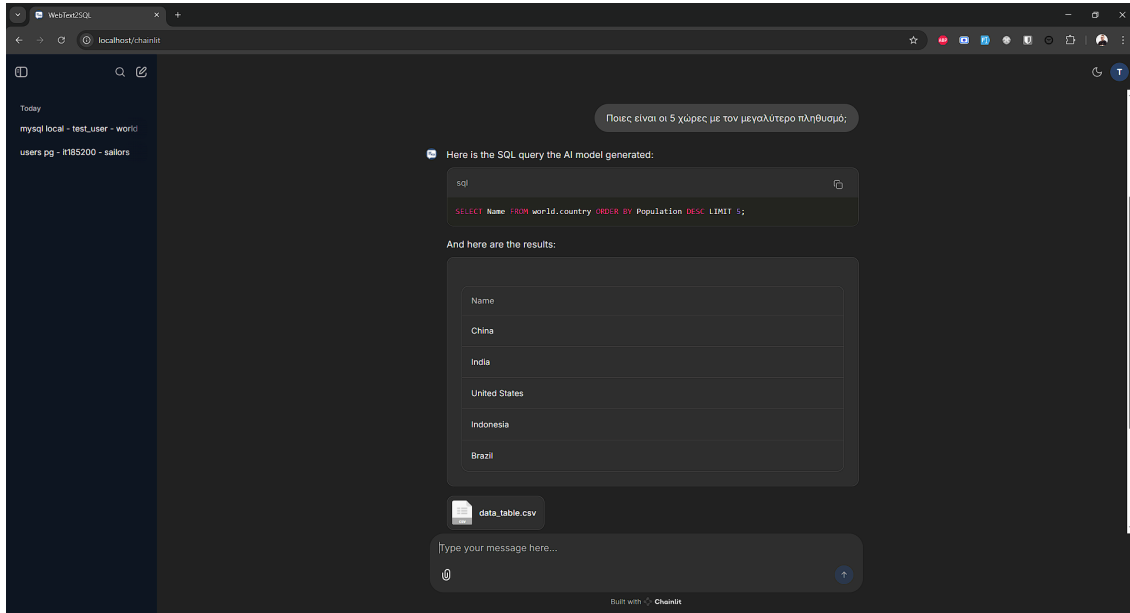 WebText2SQL
localhost/chainlit
T
Today
mysql local - test_user - world
users pg - it185200 - sailors
Ποιες είναι οι 5 χώρες με τον μεγαλύτερο πληθυσμό;
Here is the SQL query the AI model generated:
sql
SELECT Name FROM world.country ORDER BY Population DESC LIMIT 5;
And here are the results:
Name
China
India
United States
Indonesia
Brazil
data_table.csv
Type your message here...
Built with Chainlit